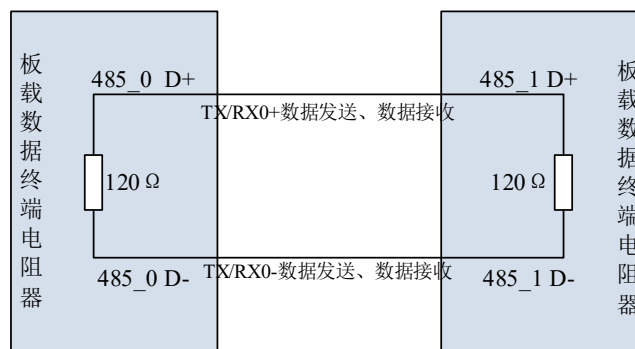 板载数据终端电阻器
485_0 D+
TX/RX0+数据发送、数据接收
485_1 D+
120 Ω
120 Ω
485_0 D-
TX/RX0-数据发送、数据接收
485_1 D-
板载数据终端电阻器